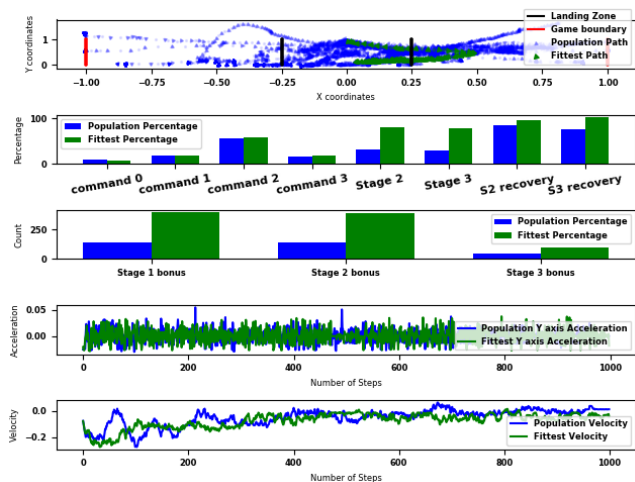 Landing Zone
Game boundary
Population Path
Fittest Path
Y coordinates
1
0
−1.00 −0.75 −0.50 −0.25 0.00 0.25 0.50 0.75 1.00
X coordinates
Percentage
100
0
Population Percentage
Fittest Percentage
command 0 command 1 command 2 command 3 Stage 2 Stage 3 S2 recovery S3 recovery
Count
250
0
Population Percentage
Fittest Percentage
Stage 1 bonus Stage 2 bonus Stage 3 bonus
Acceleration
0.05
0.00
Population Y axis Acceleration
Fittest Y axis Acceleration
0 200 400 600 800 1000
Number of Steps
Velocity
0.0
−0.2
Population Velocity
Fittest Velocity
0 200 400 600 800 1000
Number of Steps